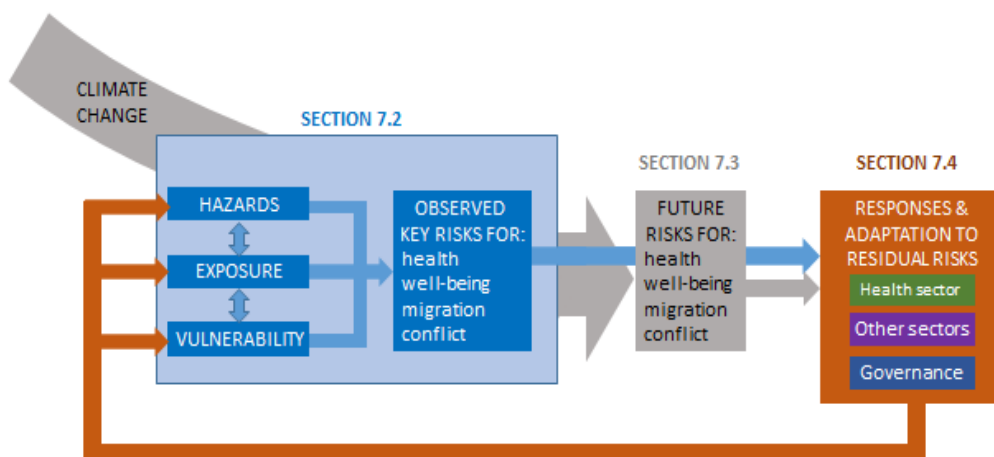 CLIMATE
CHANGE
SECTION 7.2
HAZARDS
EXPOSURE
VULNERABILITY
OBSERVED
KEY RISKS FOR:
health
well-being
migration
conflict
SECTION 7.3
FUTURE
RISKS FOR:
health
well-being
migration
conflict
SECTION 7.4
RESPONSES &
ADAPTATION TO
RESIDUAL RISKS
Health sector
Other sectors
Governance